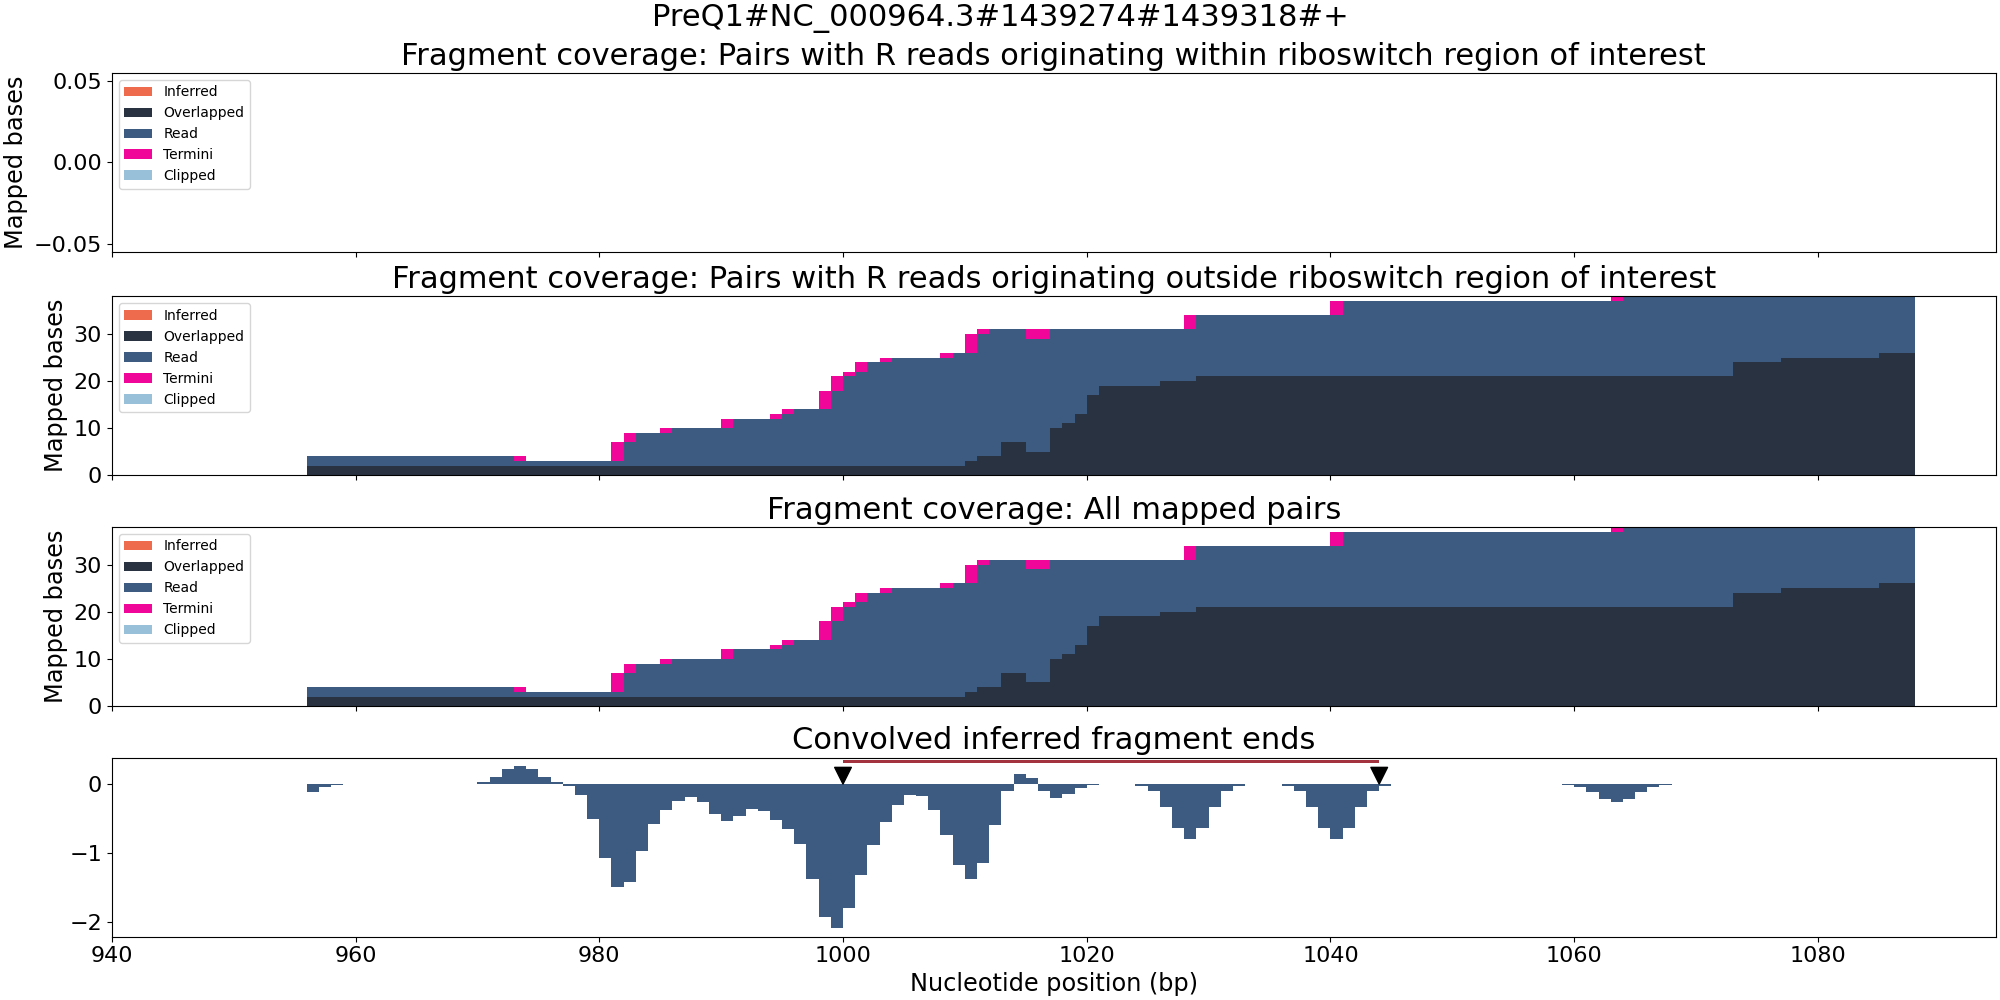 PreQ1#NC_000964.3#1439274#1439318#+
Fragment coverage: Pairs with R reads originating within riboswitch region of interest
Mapped bases
0.05
0.00
−0.05
Inferred
Overlapped
Read
Termini
Clipped
Fragment coverage: Pairs with R reads originating outside riboswitch region of interest
Mapped bases
30
20
10
0
Inferred
Overlapped
Read
Termini
Clipped
Fragment coverage: All mapped pairs
Mapped bases
30
20
10
0
Inferred
Overlapped
Read
Termini
Clipped
Convolved inferred fragment ends
0
−1
−2
940 960 980 1000 1020 1040 1060 1080
Nucleotide position (bp)